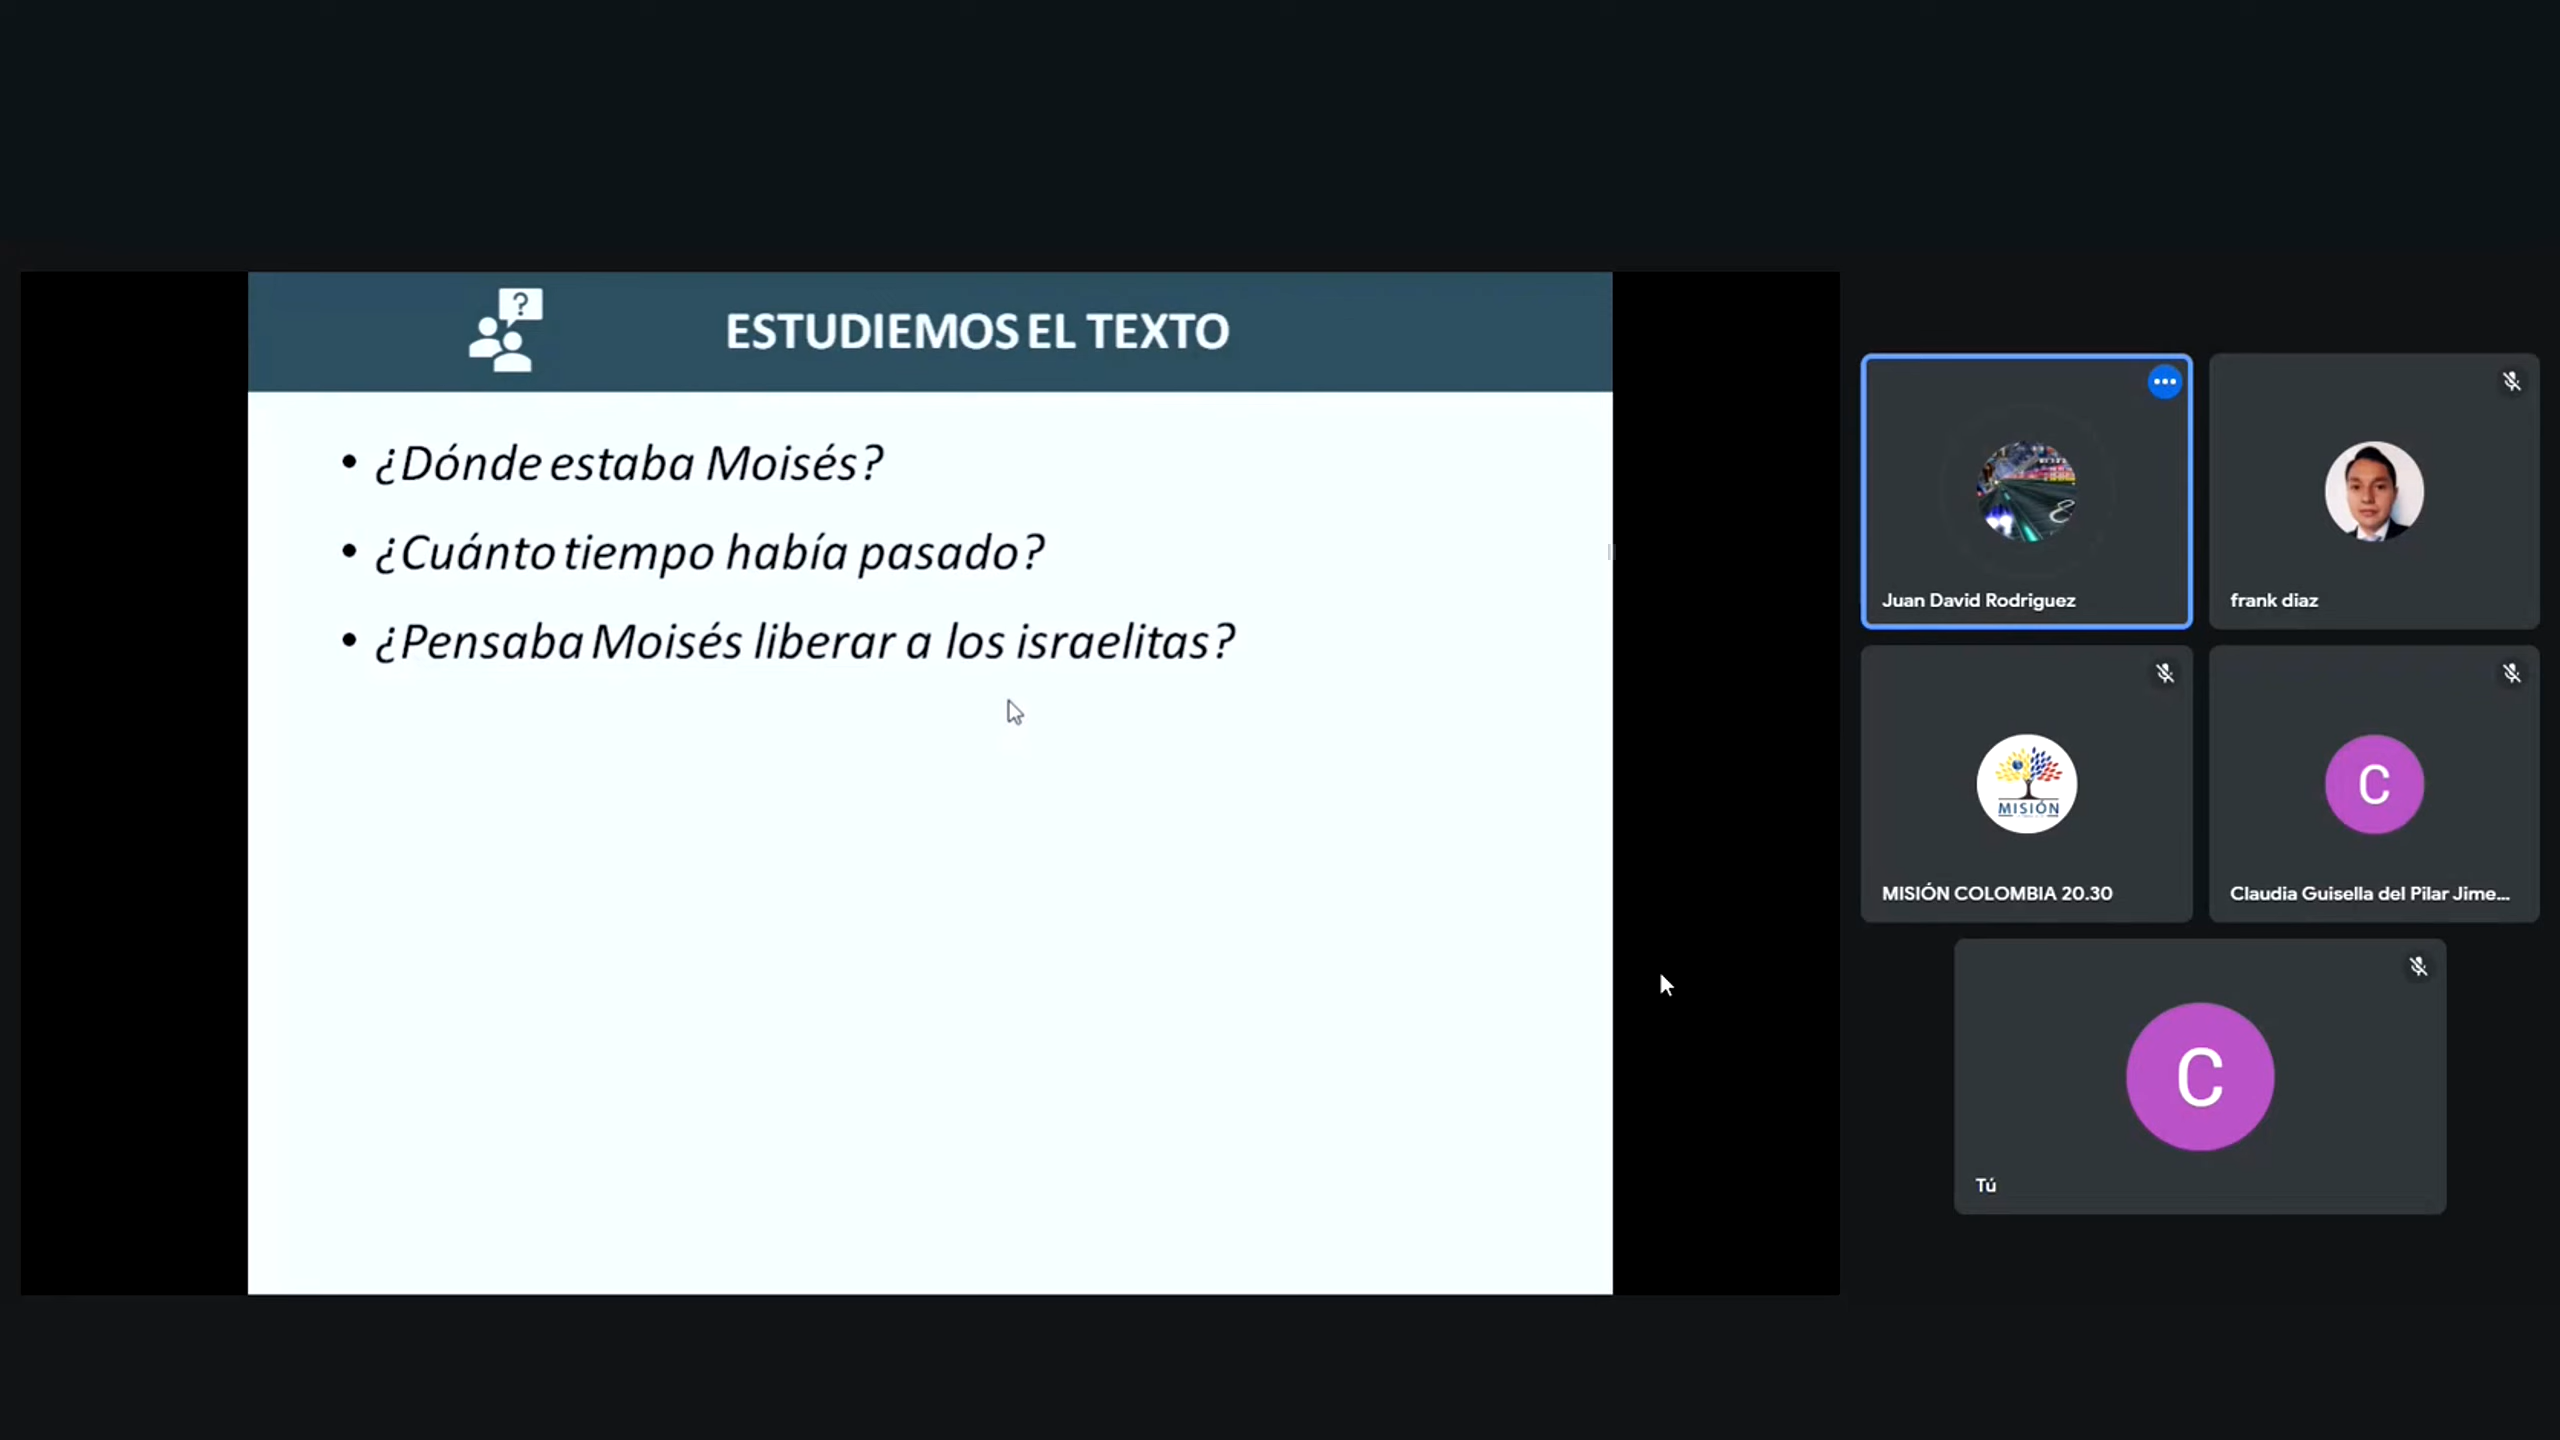 ESTUDIEMOS EL TEXTO
• ¿Dónde estaba Moisés?
• ¿Cuánto tiempo había pasado?
• ¿Pensaba Moisés liberar a los israelitas?
Juan David Rodriguez
frank diaz
MISIÓN
MISIÓN COLOMBIA 20.30
C
Claudia Guisella del Pilar Jime...
C
Tú